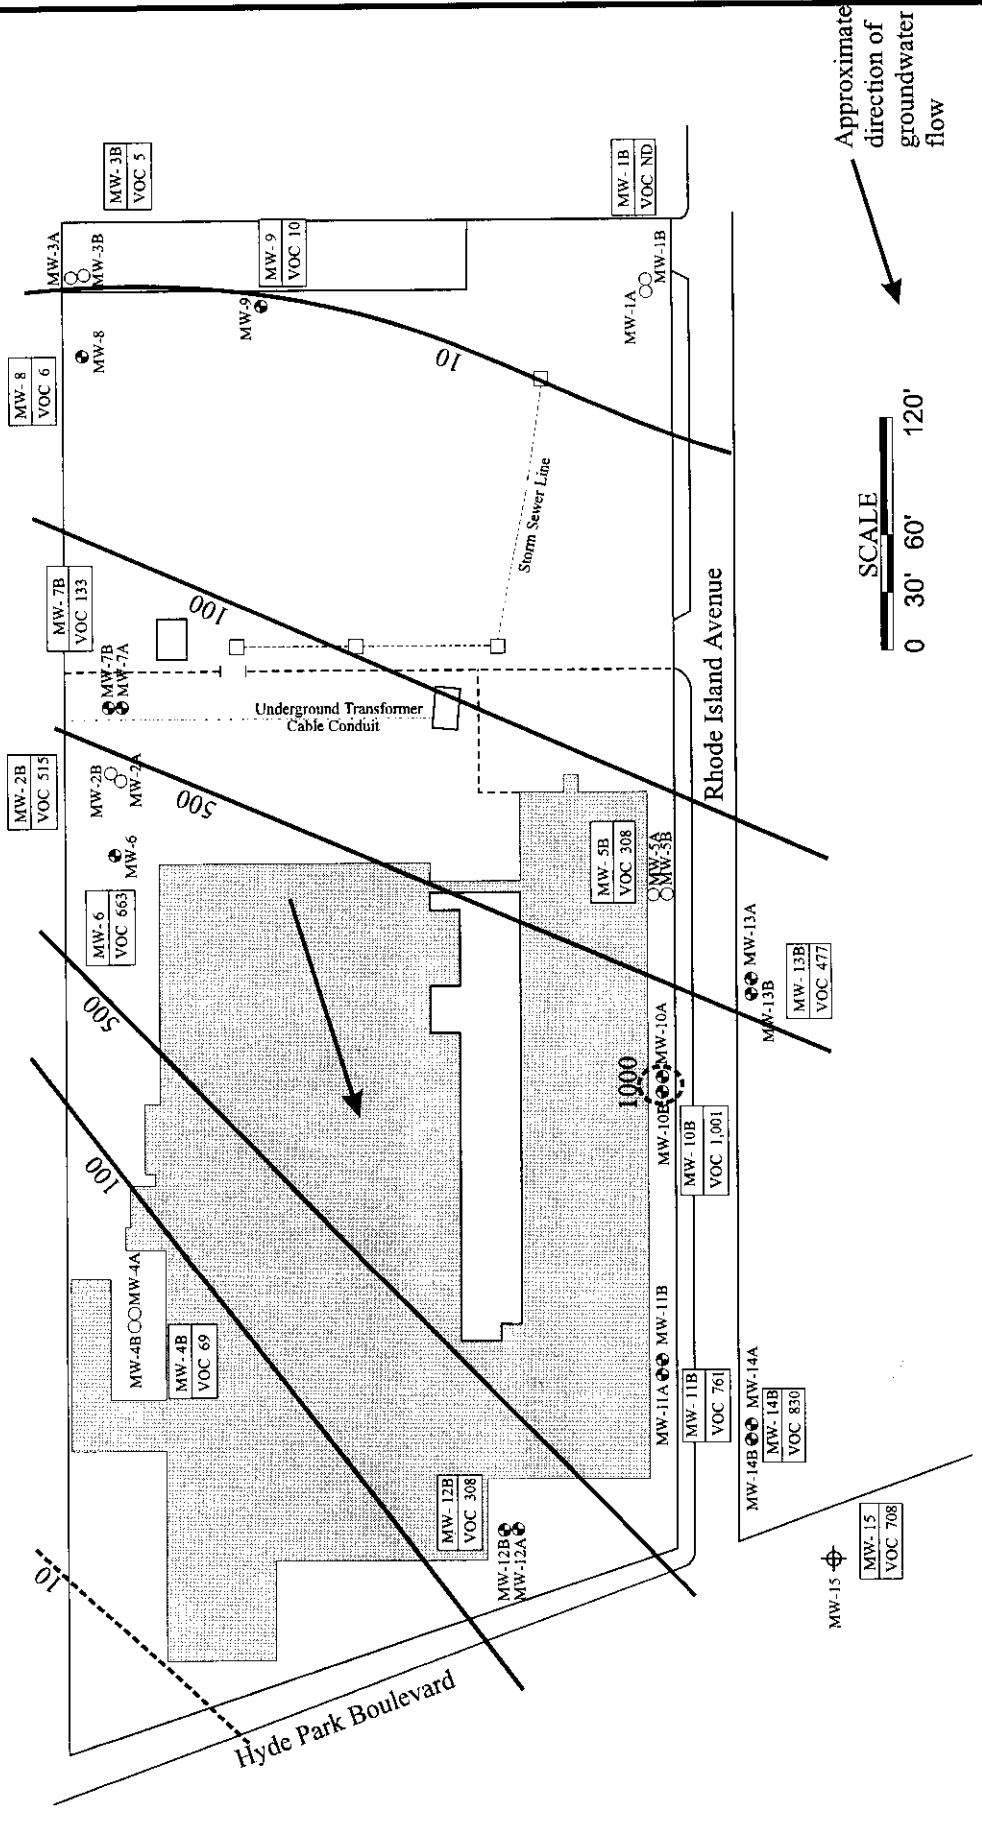 Approximate
direction of
groundwater
flow
MW- 3B
VOC 5
MW-3A
MW-3B
MW- 9
VOC 10
MW- 1B
VOC ND
MW-1A
MW-1B
MW-9
MW-8
MW- 8
VOC 6
10
SCALE
0 30' 60' 120'
Storm Sewer Line
MW- 7B
VOC 133
100
MW-7B
MW-7A
Underground Transformer
Cable Conduit
Rhode Island Avenue
MW- 2B
VOC 515
MW-2B
MW-2A
500
MW-6
MW- 6
VOC 663
MW- 5B
VOC 308
MW-5A
MW-5B
MW-13A
MW-13B
MW- 13B
VOC 477
500
1000
MW-10A
MW-10B
MW- 10B
VOC 1,001
100
MW-4B
MW-4A
MW- 4B
VOC 69
MW-11A
MW-11B
MW- 11B
VOC 761
MW-14B
MW-14A
MW- 14B
VOC 830
MW- 12B
VOC 308
MW-12B
MW-12A
MW-15
MW- 15
VOC 708
10
Hyde Park Boulevard